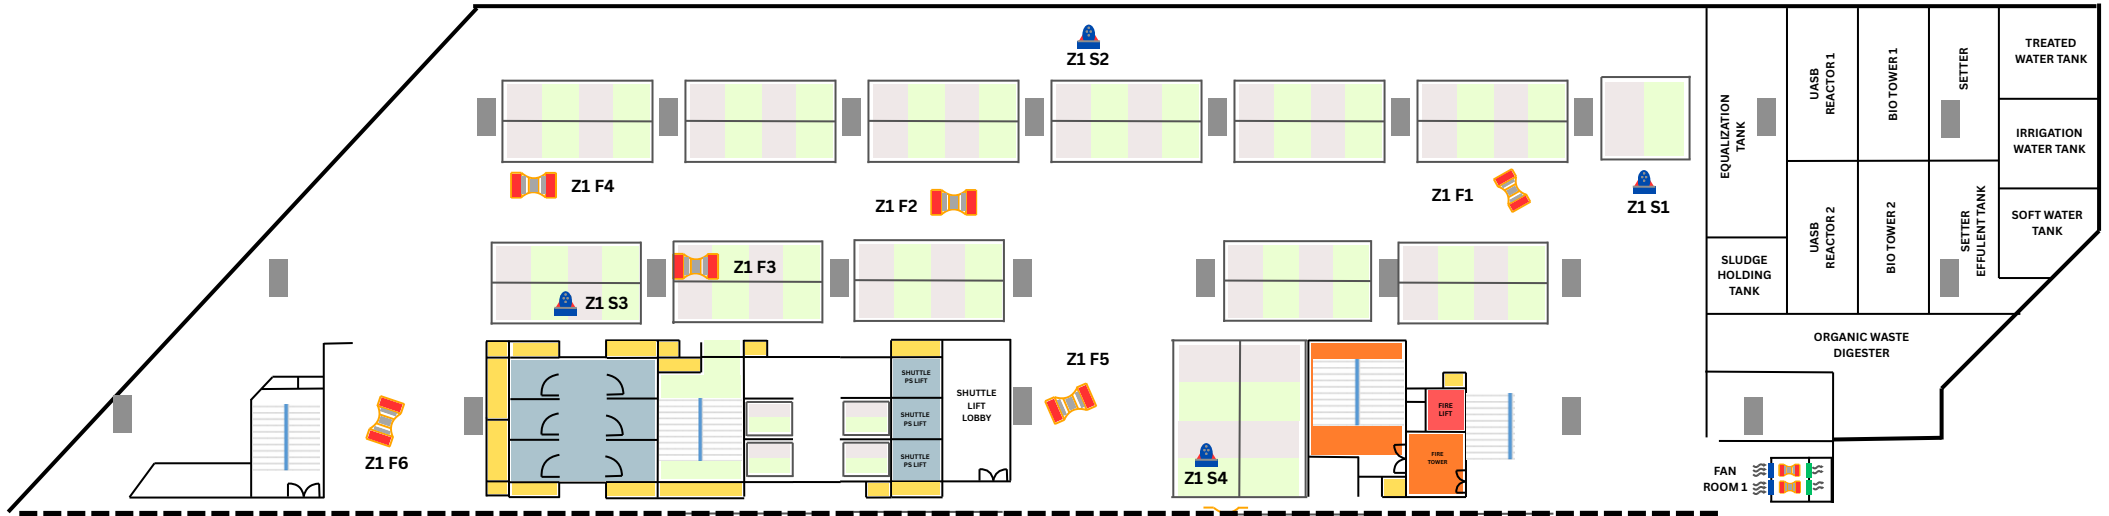 Z1 S2
Z1 F4
Z1 F2
Z1 F1
Z1 S1
Z1 F3
Z1 S3
Z1 F5
Z1 F6
Z1 S4
SHUTTLE
PS LIFT
SHUTTLE
PS LIFT
SHUTTLE
PS LIFT
SHUTTLE
LIFT
LOBBY
FIRE
LIFT
FIRE
TOWER
EQUALIZATION
TANK
SLUDGE
HOLDING
TANK
UASB
REACTOR 1
UASB
REACTOR 2
BIO TOWER 1
BIO TOWER 2
SETTER
SETTER
EFFULENT TANK
TREATED
WATER TANK
IRRIGATION
WATER TANK
SOFT WATER
TANK
ORGANIC WASTE
DIGESTER
FAN
ROOM 1